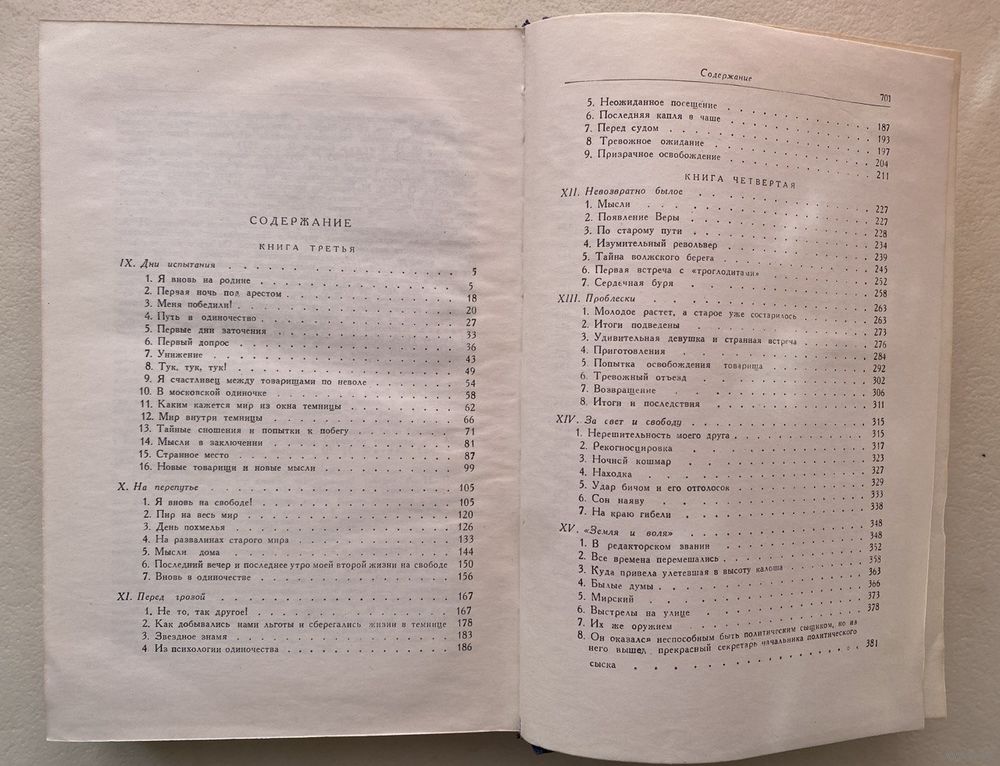 СОДЕРЖАНИЕ
КНИГА ТРЕТЬЯ
IX. Дни испытания . . . 5
1. Я вновь на родине . . . 5
2. Первая ночь под арестом . . . 18
3. Меня победили! . . . 20
4. Путь в одиночество . . . 27
5. Первые дни заточения . . . 33
6. Первый допрос . . . 36
7. Унижение . . . 43
8. Тук, тук, тук! . . . 49
9. Я счастливец между товарищами по неволе . . . 54
10. В московской одиночке . . . 58
11. Каким кажется мир из окна темницы . . . 62
12. Мир внутри темницы . . . 66
13. Тайные сношения и попытки к побегу . . . 71
14. Мысли в заключении . . . 81
15. Странное место . . . 87
16. Новые товарищи и новые мысли . . . 99
X. На перепутье . . . 105
1. Я вновь на свободе! . . . 105
2. Пир на весь мир . . . 120
3. День похмелья . . . 126
4. На развалинах старого мира . . . 133
5. Мысли дома . . . 144
6. Последний вечер и последнее утро моей второй жизни на свободе 150
7. Вновь в одиночестве . . . 156
XI. Перед грозой . . . 167
1. Не то, так другое! . . . 167
2. Как добывались нами льготы и сберегались жизни в темнице 178
3. Звездное знамя . . . 183
4 Из психологии одиночества . . . 186
Содержание
701
5. Неожиданное посещение . . . 187
6. Последняя капля в чаше . . . 193
7. Перед судом . . . 197
8 Тревожное ожидание . . . 204
9. Призрачное освобождение . . . 211
КНИГА ЧЕТВЕРТАЯ
XII. Невозвратно былое . . . 227
1. Мысли . . . 227
2. Появление Веры . . . 228
3. По старому пути . . . 234
4. Изумительный револьвер . . . 239
5. Тайна волжского берега . . . 245
6. Первая встреча с «троглодитами» . . . 252
7. Сердечная буря . . . 258
XIII. Проблески . . . 263
1. Молодое растет, а старое уже состарилось . . . 263
2. Итоги подведены . . . 273
3. Удивительная девушка и странная встреча . . . 276
4. Приготовления . . . 284
5 Попытка освобождения товарища . . . 292
6. Тревожный отъезд . . . 302
7. Возвращение . . . 306
8. Итоги и последствия . . . 311
XIV. За свет и свободу . . . 315
1. Нерешительность моего друга . . . 315
2. Рекогносцировка . . . 317
3. Ночной кошмар . . . 323
4. Находка . . . 327
5. Удар бичом и его отголосок . . . 329
6. Сон наяву . . . 333
7. На краю гибели . . . 338
XV. «Земля и воля» . . . 348
1. В редакторском звании . . . 348
2. Все времена перемешались . . . 352
3. Куда привела улетевшая в высоту калоша . . . 358
4. Былые думы . . . 363
5. Мирский . . . 366
6. Выстрелы на улице . . . 373
7. Их же оружием . . . 378
8. Он оказался неспособным быть политическим сыщиком, но из
него вышел прекрасный секретарь начальника политического
сыска . . . 381